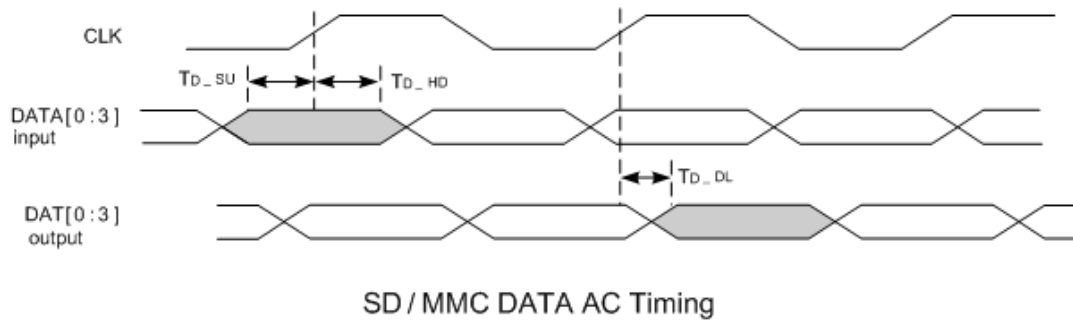 CLK
TD_SU
TD_HD
DATA[0:3]
input
TD_DL
DAT[0:3]
output
SD/MMC DATA AC Timing